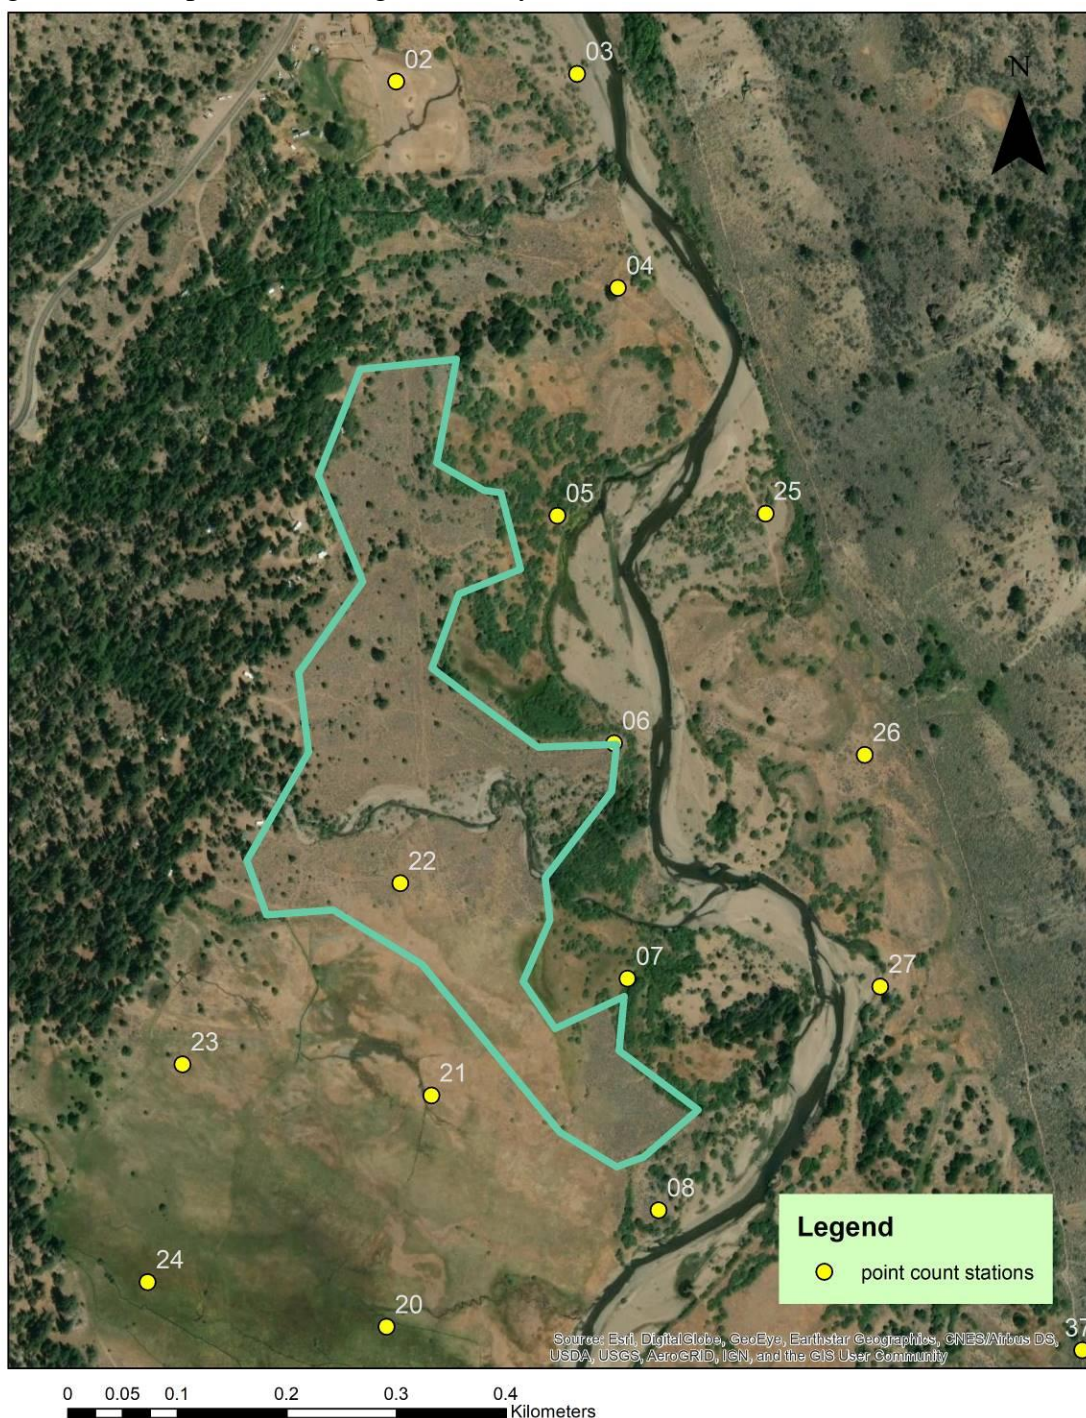 02
03
N
04
05
25
06
26
22
07
27
23
21
08
24
20
37
Legend
point count stations
Source: Esri, DigitalGlobe, GeoEye, Earthstar Geographics, CNES/Airbus DS,
USDA, USGS, AeroGRID, IGN, and the GIS User Community
0 0.05 0.1 0.2 0.3 0.4
Kilometers